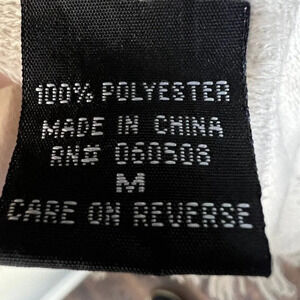 100% POLYESTER
MADE IN CHINA
RN# 060508
M
CARE ON REVERSE